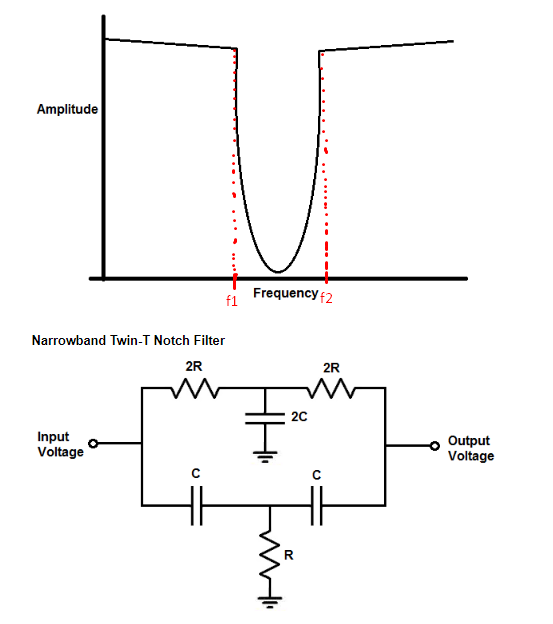 Amplitude
f1
Frequency
f2
Narrowband Twin-T Notch Filter
2R
2R
2C
Input
Voltage
Output
Voltage
C
C
R